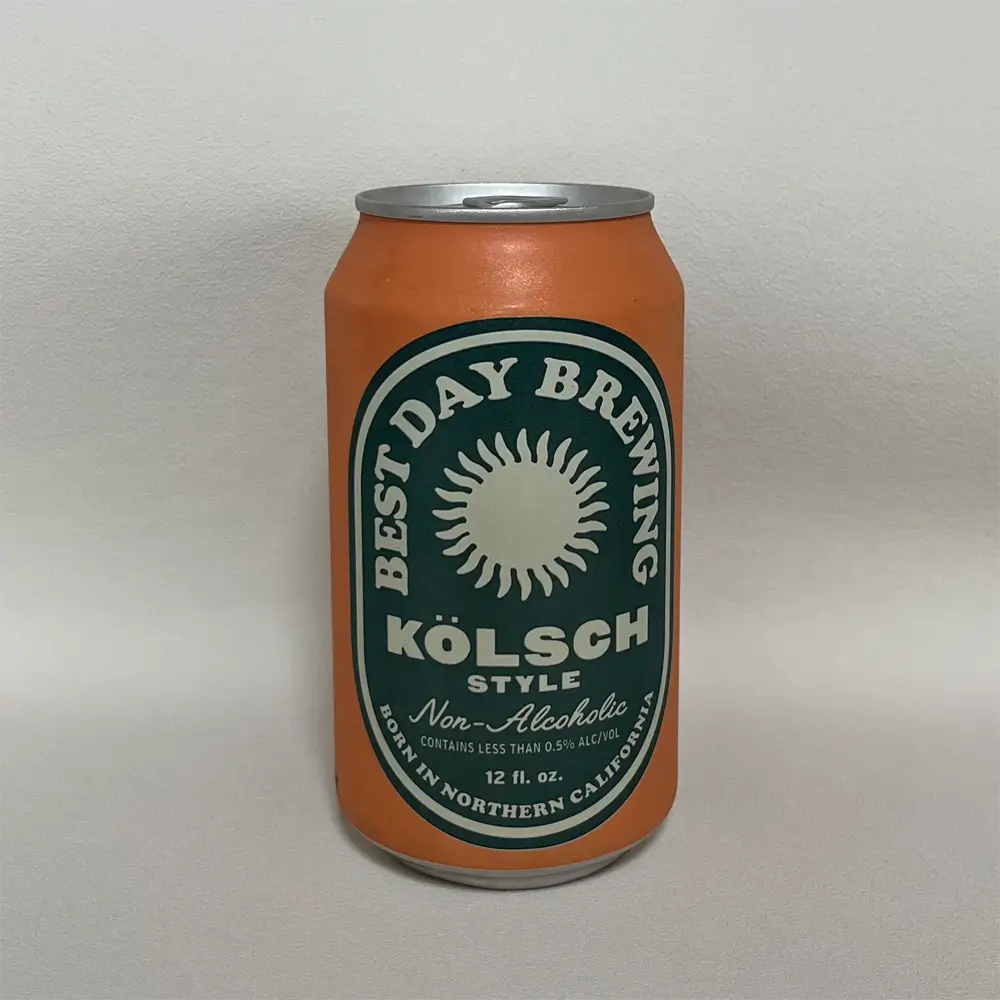 BEST DAY BREWING
KÖLSCH
STYLE
Non-Alcoholic
CONTAINS LESS THAN 0.5% ALC/VOL
12 fl. oz.
BORN IN NORTHERN CALIFORNIA